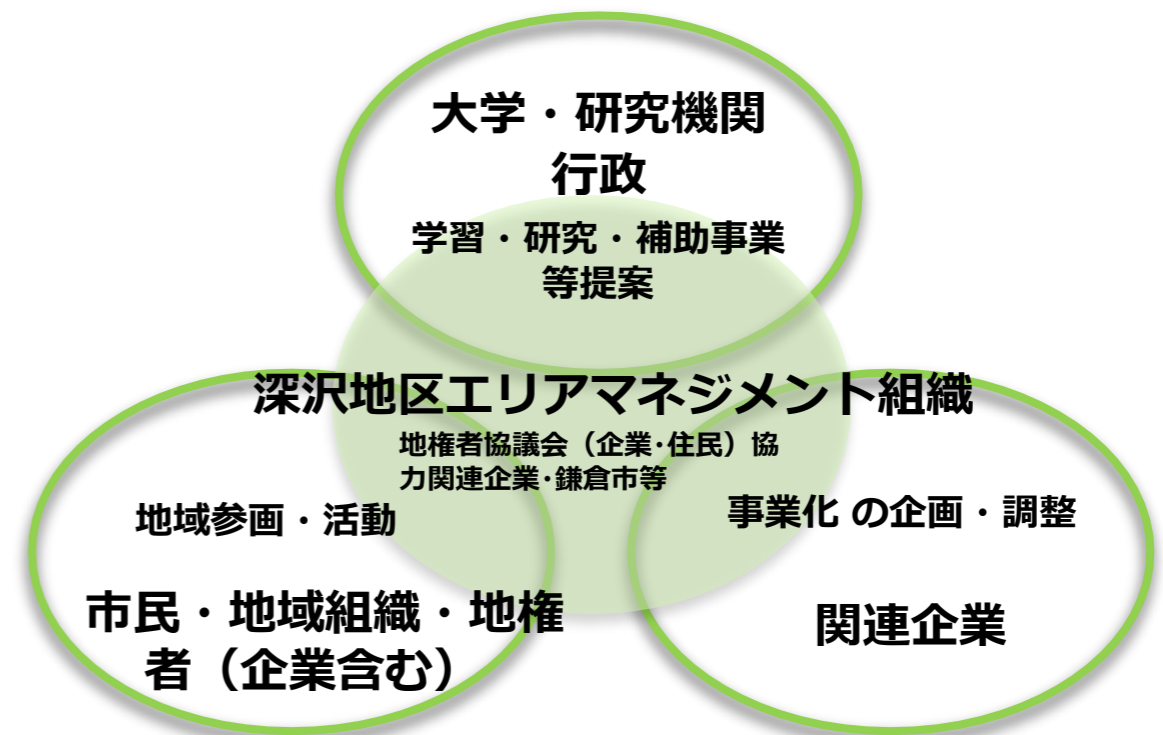 大学・研究機関
行政
学習・研究・補助事業
等提案
深沢地区エリアマネジメント組織
地権者協議会（企業･住民）協
力関連企業･鎌倉市等
地域参画・活動
事業化 の企画・調整
市民・地域組織・地権
者（企業含む）
関連企業